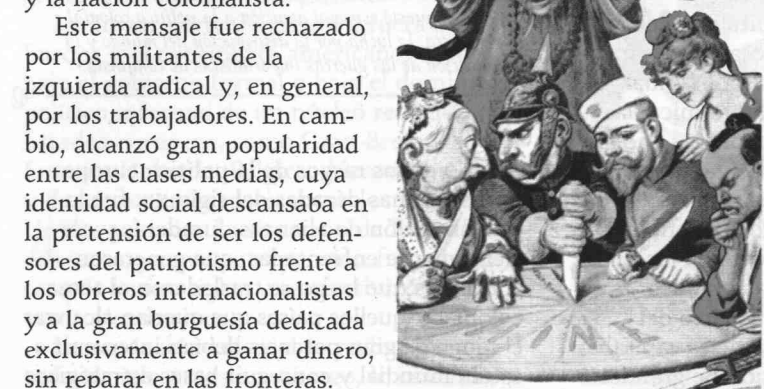 y la nación colonialista.
Este mensaje fue rechazado
por los militantes de la
izquierda radical y, en general,
por los trabajadores. En cam-
bio, alcanzó gran popularidad
entre las clases medias, cuya
identidad social descansaba en
la pretensión de ser los defen-
sores del patriotismo frente a
los obreros internacionalistas
y a la gran burguesía dedicada
exclusivamente a ganar dinero,
sin reparar en las fronteras.
I N E